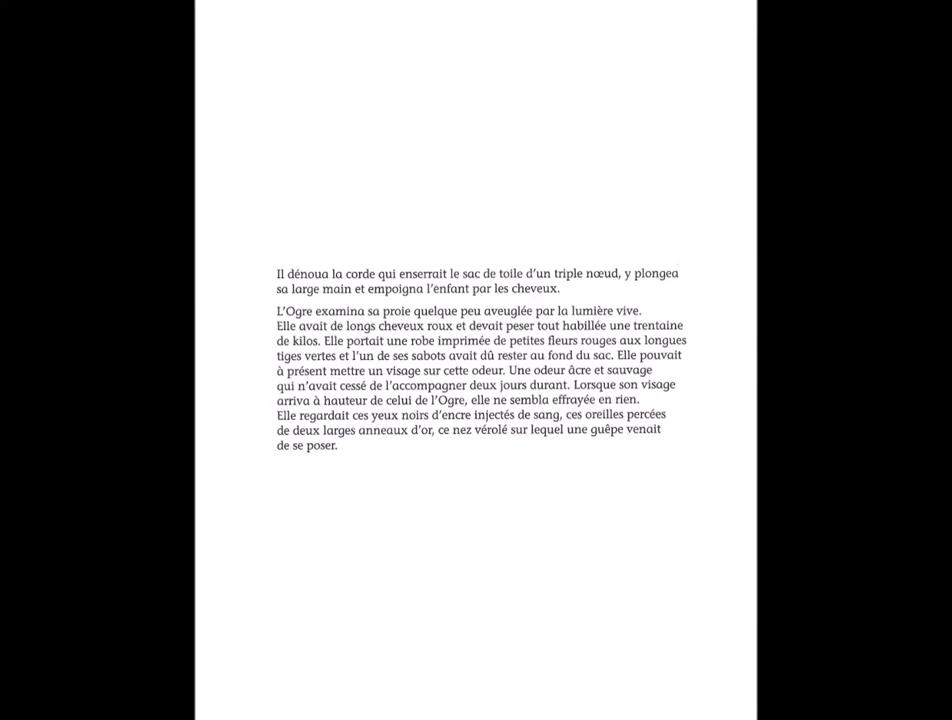 Il dénoua la corde qui enserrait le sac de toile d'un triple nœud, y plongea
sa large main et empoigna l'enfant par les cheveux.
L'Ogre examina sa proie quelque peu aveuglée par la lumière vive.
Elle avait de longs cheveux roux et devait peser tout habillée une trentaine
de kilos. Elle portait une robe imprimée de petites fleurs rouges aux longues
tiges vertes et l'un de ses sabots avait dû rester au fond du sac. Elle pouvait
à présent mettre un visage sur cette odeur. Une odeur âcre et sauvage
qui n'avait cessé de l'accompagner deux jours durant. Lorsque son visage
arriva à hauteur de celui de l'Ogre, elle ne sembla effrayée en rien.
Elle regardait ces yeux noirs d'encre injectés de sang, ces oreilles percées
de deux larges anneaux d'or, ce nez vérolé sur lequel une guêpe venait
de se poser.